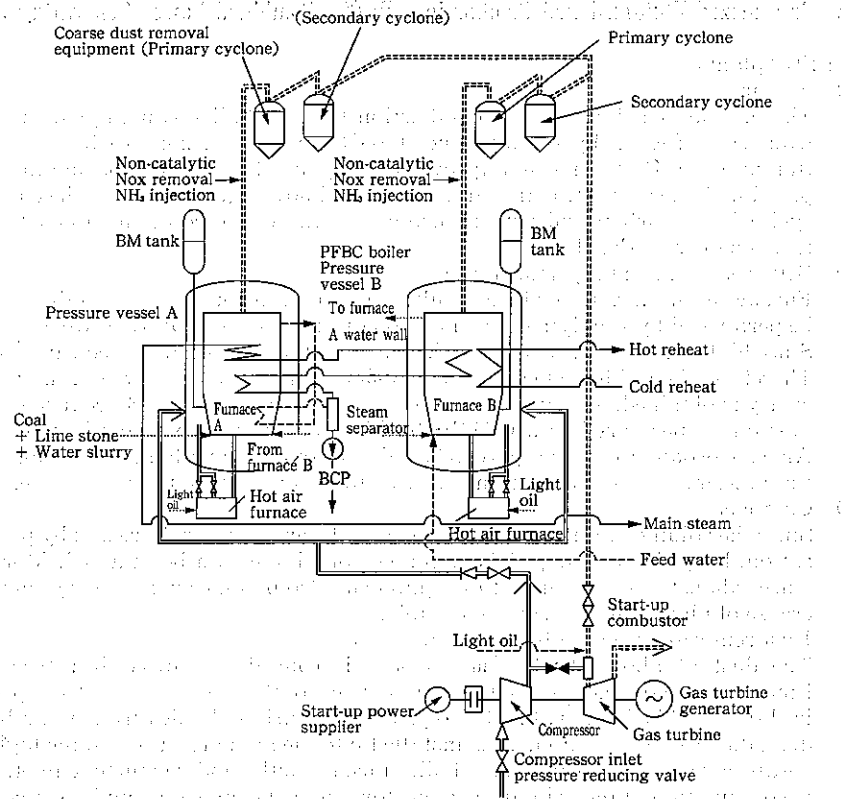 (Secondary cyclone)
Coarse dust removal
equipment (Primary cyclone)
Primary cyclone
Secondary cyclone
Non-catalytic
Nox removal
NH₃ injection
Non-catalytic
Nox removal
NH₃ injection
BM tank
BM
tank
PFBC boiler
Pressure
vessel B
Pressure vessel A
To furnace
A water wall
Hot reheat
Cold reheat
Furnace
A
Furnace B
Steam
separator
Coal
+ Lime stone
+ Water slurry
From
furnace B
BCP
Light
oil
Hot air
furnace
Light
oil
Hot air furnace
Main steam
Feed water
Start-up
combustor
Light oil
Start-up power
supplier
Compressor
Gas turbine
Gas turbine
generator
Compressor inlet
pressure reducing valve